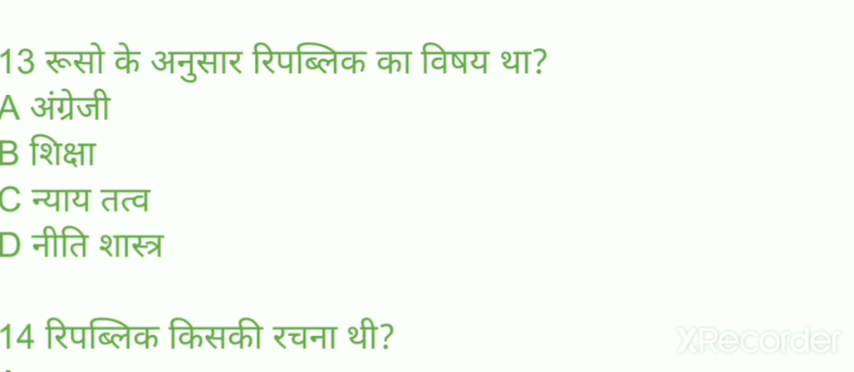 13 रूसो के अनुसार रिपब्लिक का विषय था?
A अंग्रेजी
B शिक्षा
C न्याय तत्व
D नीति शास्त्र
14 रिपब्लिक किसकी रचना थी?
XRecorder